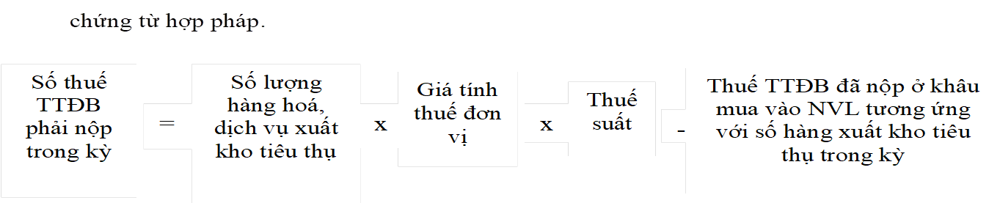 chứng từ hợp pháp.
Số thuế
TTĐB
phải nộp
trong kỳ
=
Số lượng
hàng hoá,
dịch vụ xuất
kho tiêu thụ
x
Giá tính
thuế đơn
vị
x
Thuế
suất
-
Thuế TTĐB đã nộp ở khâu
mua vào NVL tương ứng
với số hàng xuất kho tiêu
thụ trong kỳ